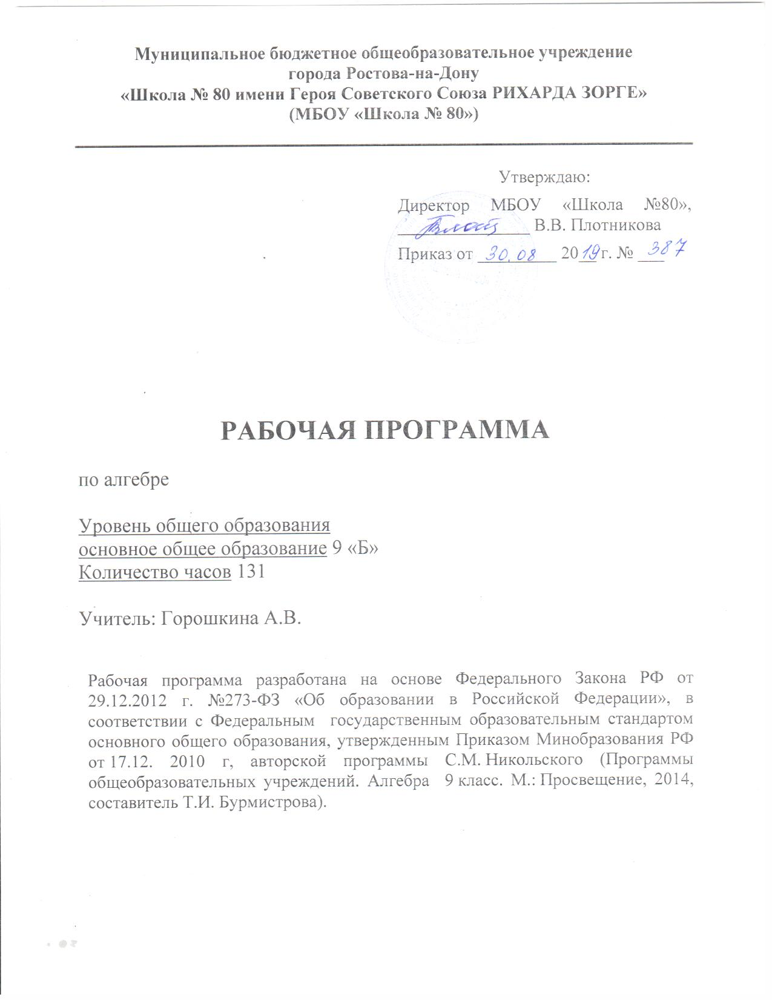 Муниципальное бюджетное общеобразовательное учреждение
города Ростова-на-Дону
«Школа № 80 имени Героя Советского Союза РИХАРДА ЗОРГЕ»
(МБОУ «Школа № 80»)
Утверждаю:
Директор МБОУ «Школа №80»,
В.В. Плотникова
Приказ от 30.08 2019 г. № 387
РАБОЧАЯ ПРОГРАММА
по алгебре
Уровень общего образования
основное общее образование 9 «Б»
Количество часов 131
Учитель: Горошкина А.В.
Рабочая программа разработана на основе Федерального Закона РФ от
29.12.2012 г. №273-ФЗ «Об образовании в Российской Федерации», в
соответствии с Федеральным государственным образовательным стандартом
основного общего образования, утвержденным Приказом Минобразования РФ
от 17.12. 2010 г, авторской программы С.М. Никольского (Программы
общеобразовательных учреждений. Алгебра 9 класс. М.: Просвещение, 2014,
составитель Т.И. Бурмистрова).